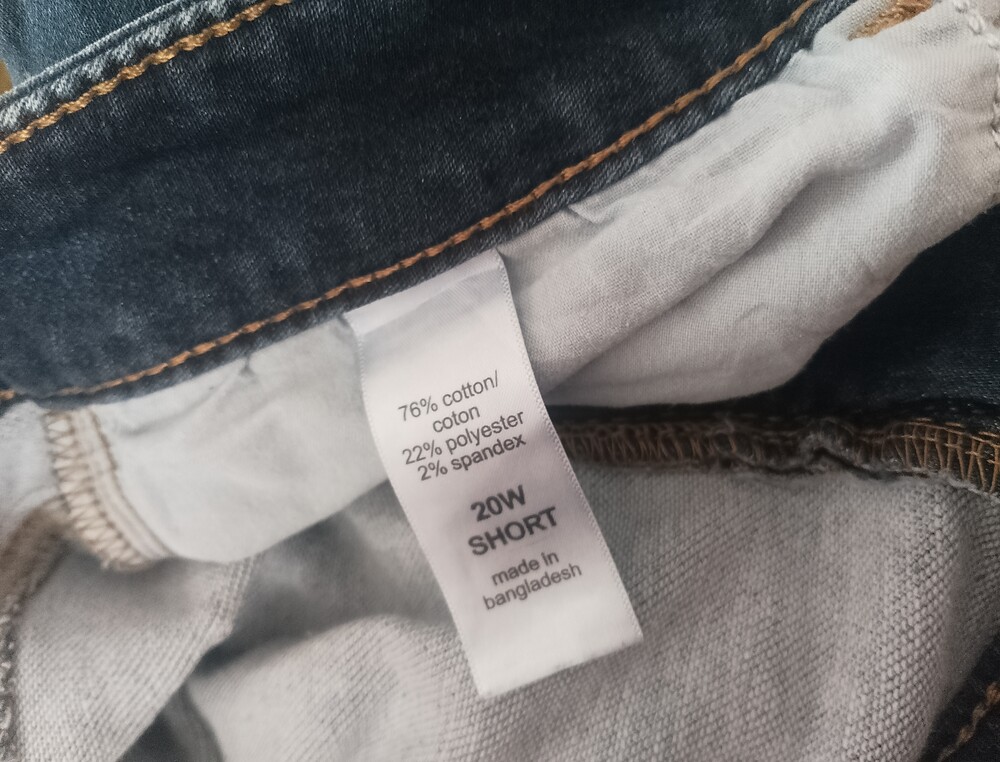 76% cotton/
coton
22% polyester
2% spandex
20W
SHORT
made in
bangladesh